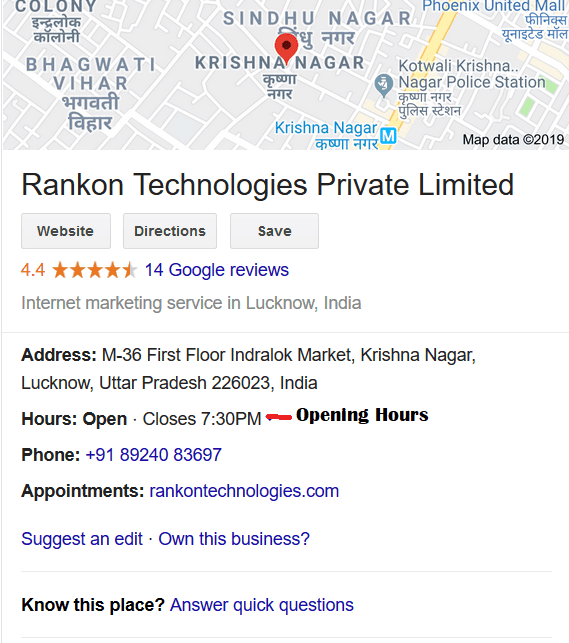 COLONY
इन्द्रलोक
कॉलोनी
SINDHU NAGAR
सिंधु नगर
Phoenix United Mall
फीनिक्स
यूनाइटेड मॉल
BHAGWATI
VIHAR
भगवती
विहार
KRISHNA NAGAR
कृष्णा
नगर
Kotwali Krishna..
Nagar Police Station
कृष्णा नगर
पुलिस स्टेशन
Krishna Nagar
कृष्णा नगर
M
Map data ©2019
Rankon Technologies Private Limited
Website Directions Save
4.4 14 Google reviews
Internet marketing service in Lucknow, India
Address: M-36 First Floor Indralok Market, Krishna Nagar,
Lucknow, Uttar Pradesh 226023, India
Hours: Open · Closes 7:30PM Opening Hours
Phone: +91 89240 83697
Appointments: rankontechnologies.com
Suggest an edit · Own this business?
Know this place? Answer quick questions